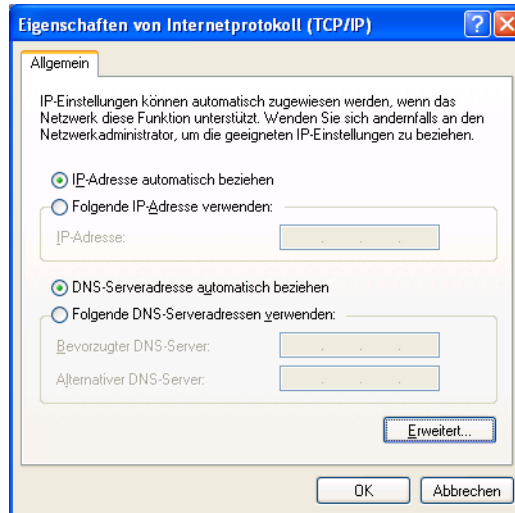 Eigenschaften von Internetprotokoll (TCP/IP)
Allgemein
IP-Einstellungen können automatisch zugewiesen werden, wenn das
Netzwerk diese Funktion unterstützt. Wenden Sie sich andernfalls an den
Netzwerkadministrator, um die geeigneten IP-Einstellungen zu beziehen.
IP-Adresse automatisch beziehen
Folgende IP-Adresse verwenden:
IP-Adresse:
DNS-Serveradresse automatisch beziehen
Folgende DNS-Serveradressen verwenden:
Bevorzugter DNS-Server:
Alternativer DNS-Server:
Erweitert...
OK Abbrechen